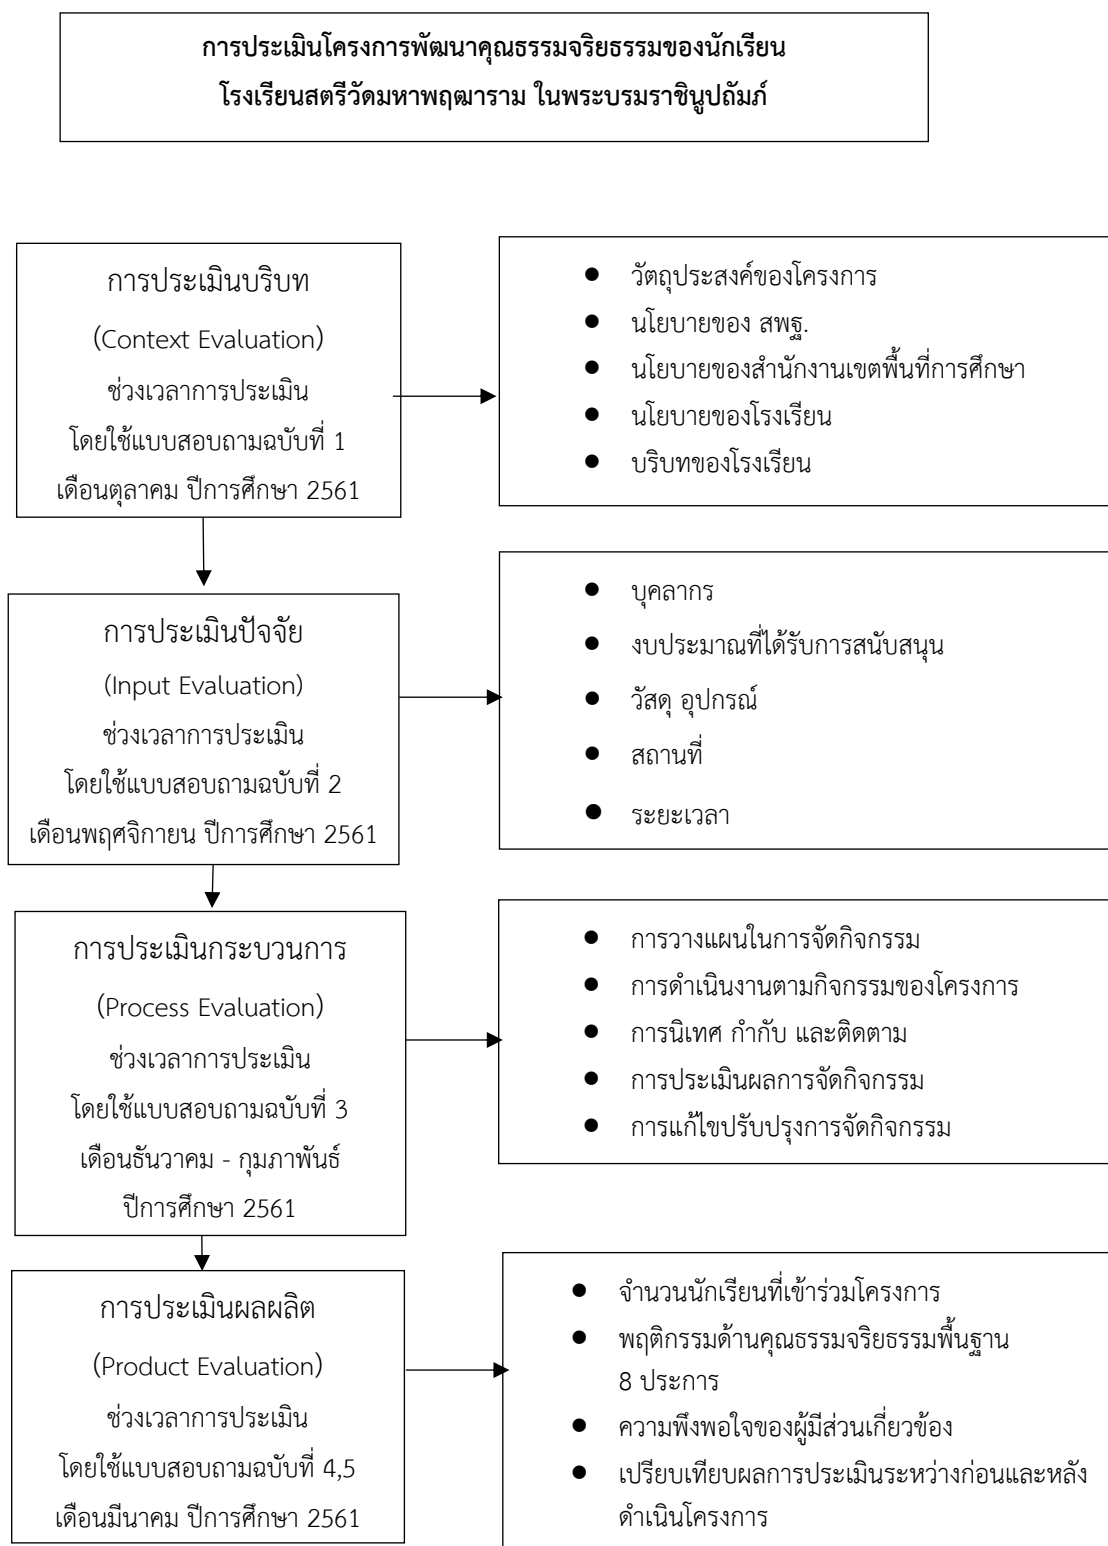 การประเมินโครงการพัฒนาคุณธรรมจริยธรรมของนักเรียน
โรงเรียนสตรีวัดมหาพฤฒาราม ในพระบรมราชินูปถัมภ์
การประเมินบริบท
(Context Evaluation)
ช่วงเวลาการประเมิน
โดยใช้แบบสอบถามฉบับที่ 1
เดือนตุลาคม ปีการศึกษา 2561
● วัตถุประสงค์ของโครงการ
● นโยบายของ สพฐ.
● นโยบายของสำนักงานเขตพื้นที่การศึกษา
● นโยบายของโรงเรียน
● บริบทของโรงเรียน
การประเมินปัจจัย
(Input Evaluation)
ช่วงเวลาการประเมิน
โดยใช้แบบสอบถามฉบับที่ 2
เดือนพฤศจิกายน ปีการศึกษา 2561
● บุคลากร
● งบประมาณที่ได้รับการสนับสนุน
● วัสดุ อุปกรณ์
● สถานที่
● ระยะเวลา
การประเมินกระบวนการ
(Process Evaluation)
ช่วงเวลาการประเมิน
โดยใช้แบบสอบถามฉบับที่ 3
เดือนธันวาคม - กุมภาพันธ์
ปีการศึกษา 2561
● การวางแผนในการจัดกิจกรรม
● การดำเนินงานตามกิจกรรมของโครงการ
● การนิเทศ กำกับ และติดตาม
● การประเมินผลการจัดกิจกรรม
● การแก้ไขปรับปรุงการจัดกิจกรรม
การประเมินผลผลิต
(Product Evaluation)
ช่วงเวลาการประเมิน
โดยใช้แบบสอบถามฉบับที่ 4,5
เดือนมีนาคม ปีการศึกษา 2561
● จำนวนนักเรียนที่เข้าร่วมโครงการ
● พฤติกรรมด้านคุณธรรมจริยธรรมพื้นฐาน
8 ประการ
● ความพึงพอใจของผู้มีส่วนเกี่ยวข้อง
● เปรียบเทียบผลการประเมินระหว่างก่อนและหลัง
ดำเนินโครงการ